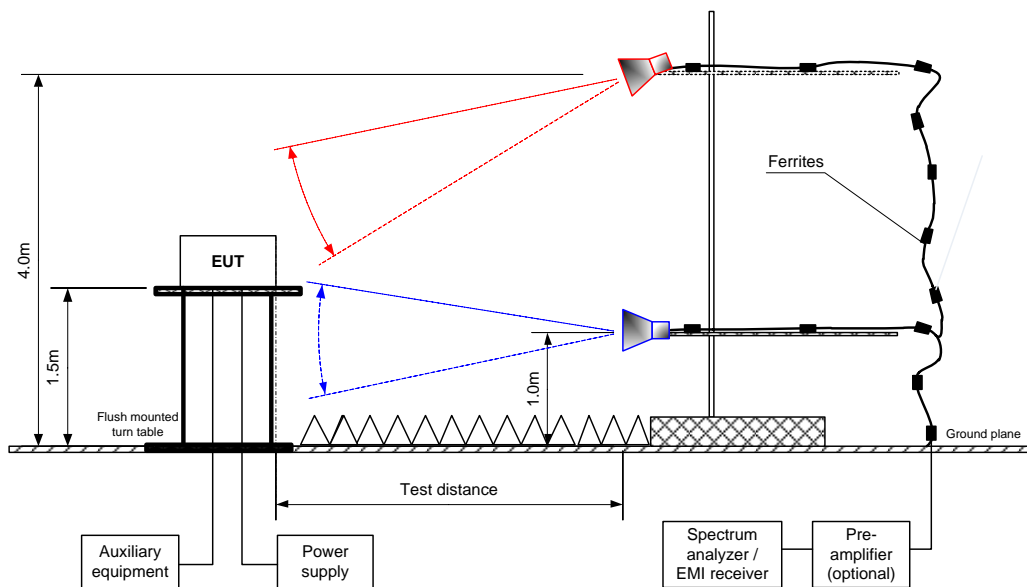 Ferrites
EUT
4.0m
1.5m
1.0m
Flush mounted
turn table
Ground plane
Test distance
Auxiliary
equipment
Power
supply
Spectrum
analyzer /
EMI receiver
Pre-
amplifier
(optional)